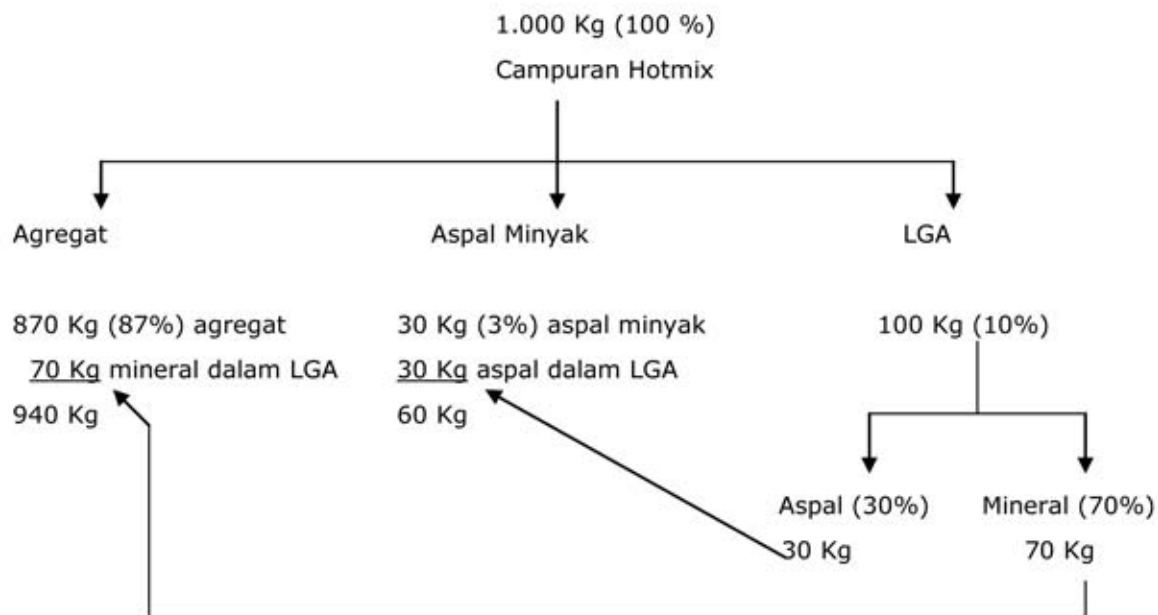 1.000 Kg (100 %)
Campuran Hotmix
Agregat
Aspal Minyak
LGA
870 Kg (87%) agregat
70 Kg mineral dalam LGA
940 Kg
30 Kg (3%) aspal minyak
30 Kg aspal dalam LGA
60 Kg
100 Kg (10%)
Aspal (30%)
30 Kg
Mineral (70%)
70 Kg